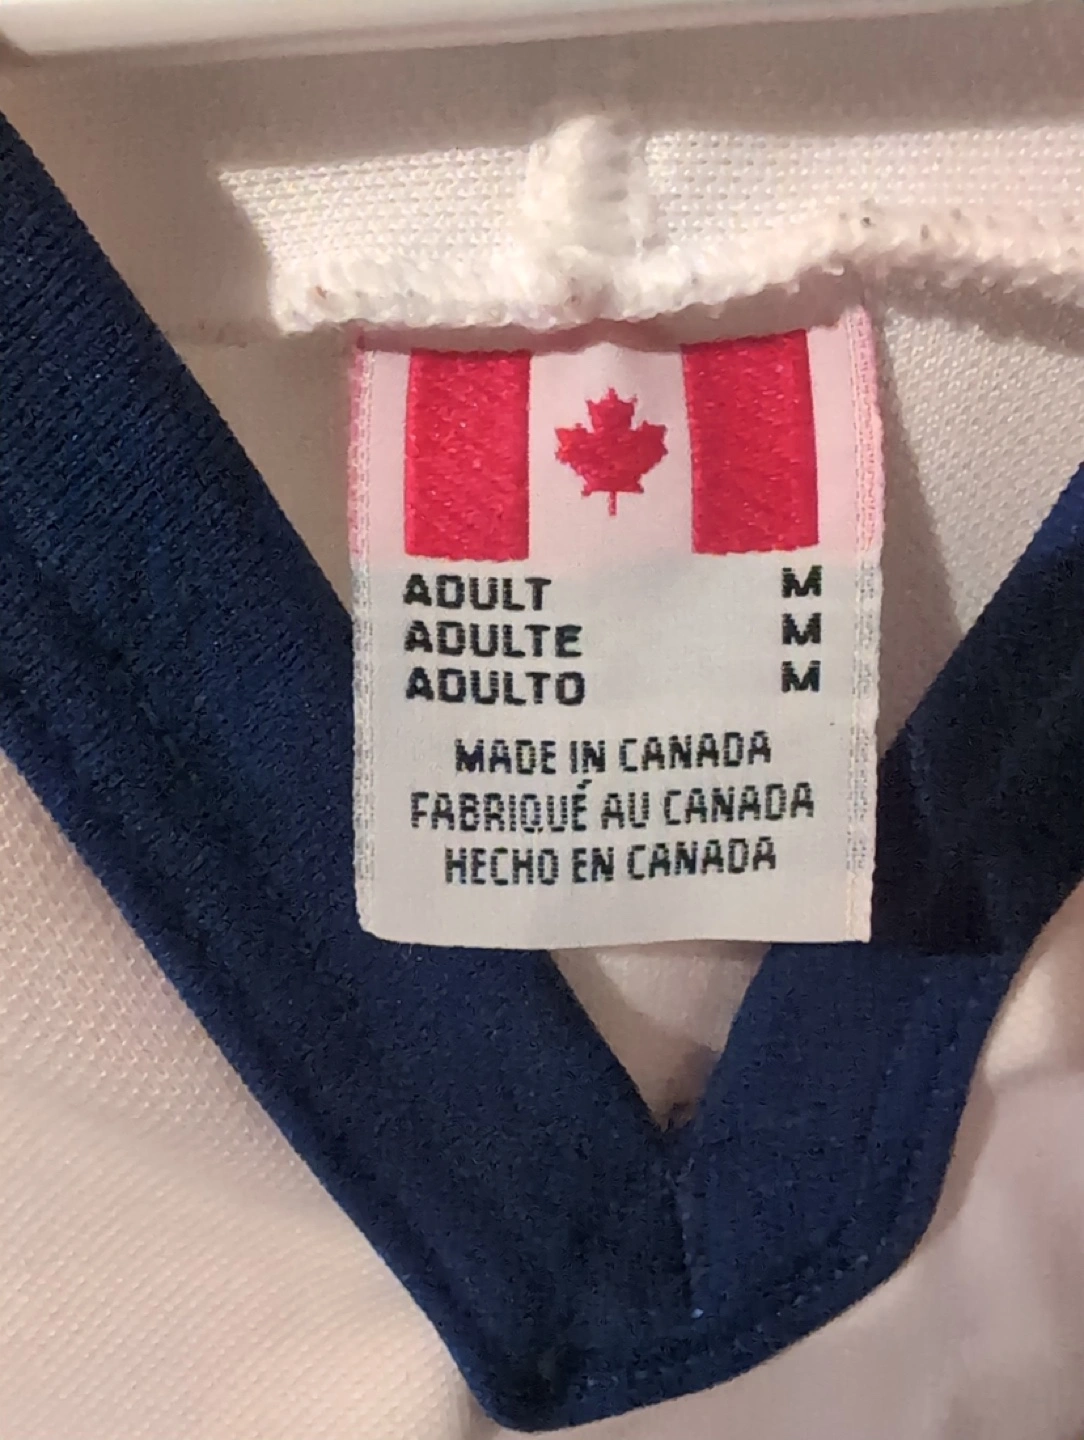 ADULT M
ADULTE M
ADULTO M
MADE IN CANADA
FABRIQUÉ AU CANADA
HECHO EN CANADA